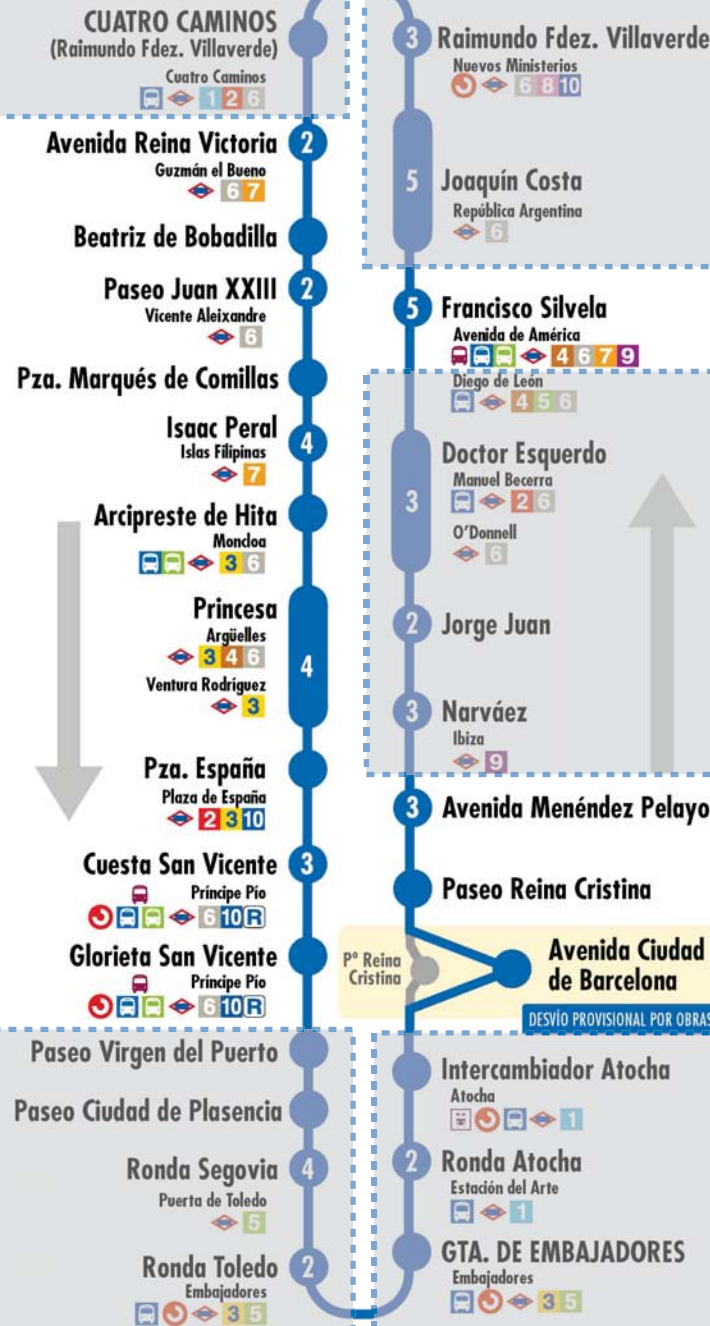 CUATRO CAMINOS
(Raimundo Fdez. Villaverde)
Cuatro Caminos
1 2 6
2
Avenida Reina Victoria
Guzmán el Bueno
6 7
Beatriz de Bobadilla
Paseo Juan XXIII
2
Vicente Aleixandre
6
Pza. Marqués de Comillas
Isaac Peral
4
Islas Filipinas
7
Arcipreste de Hita
Moncloa
3 6
Princesa
Argüelles
3 4 6
4
Ventura Rodríguez
3
Pza. España
Plaza de España
2 3 10
Cuesta San Vicente
3
Príncipe Pío
6 10 R
Glorieta San Vicente
Príncipe Pío
6 10 R
Paseo Virgen del Puerto
Paseo Ciudad de Plasencia
Ronda Segovia
4
Puerta de Toledo
5
Ronda Toledo
2
Embajadores
3 5
3
Raimundo Fdez. Villaverde
Nuevos Ministerios
6 8 10
5
Joaquín Costa
República Argentina
6
5
Francisco Silvela
Avenida de América
4 6 7 9
Diego de León
4 5 6
Doctor Esquerdo
Manuel Becerra
2 6
3
O'Donnell
6
2
Jorge Juan
3
Narváez
Ibiza
9
3
Avenida Menéndez Pelayo
Paseo Reina Cristina
Pº Reina
Cristina
Avenida Ciudad
de Barcelona
DESVÍO PROVISIONAL POR OBRAS
Intercambiador Atocha
Atocha
1
2
Ronda Atocha
Estación del Arte
1
GTA. DE EMBAJADORES
Embajadores
3 5